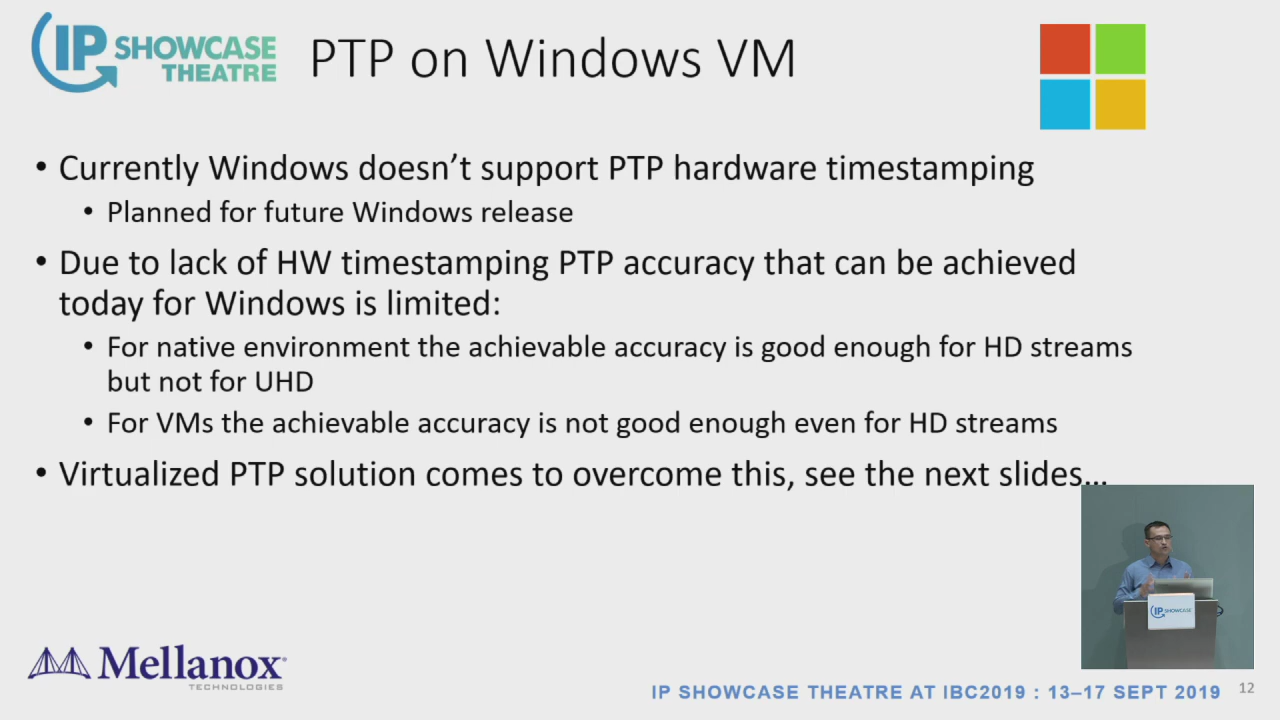 IP SHOWCASE
THEATRE
PTP on Windows VM
• Currently Windows doesn’t support PTP hardware timestamping
• Planned for future Windows release
• Due to lack of HW timestamping PTP accuracy that can be achieved
today for Windows is limited:
• For native environment the achievable accuracy is good enough for HD streams
but not for UHD
• For VMs the achievable accuracy is not good enough even for HD streams
• Virtualized PTP solution comes to overcome this, see the next slides…
IP SHOWCASE
Mellanox
TECHNOLOGIES
IP SHOWCASE THEATRE AT IBC2019 : 13–17 SEPT 2019
12